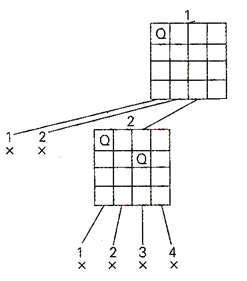 1
Q
1 2
× ×
2
Q
Q
1 2 3 4
× × × ×